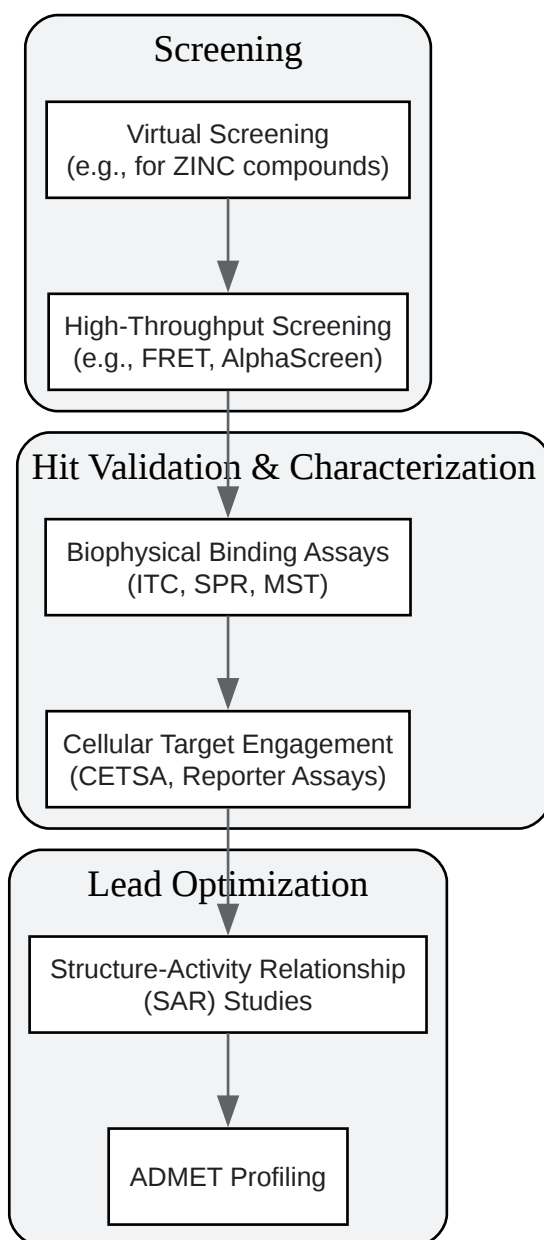 Screening
Virtual Screening
(e.g., for ZINC compounds)
High-Throughput Screening
(e.g., FRET, AlphaScreen)
Hit Validation & Characterization
Biophysical Binding Assays
(ITC, SPR, MST)
Cellular Target Engagement
(CETSA, Reporter Assays)
Lead Optimization
Structure-Activity Relationship
(SAR) Studies
ADMET Profiling